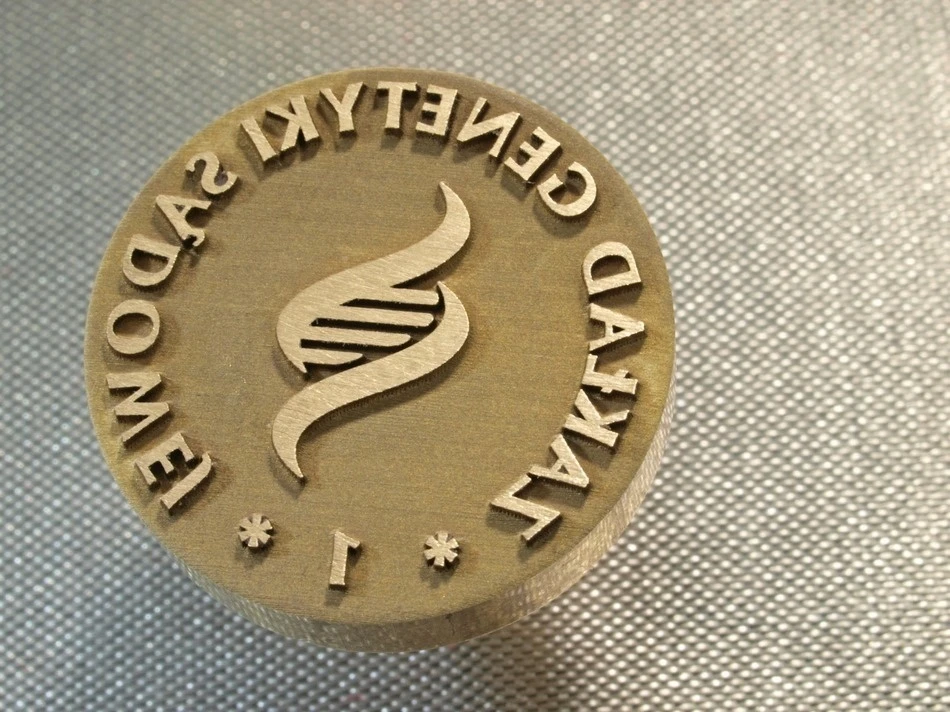 ZAKŁAD GENETYKI SĄDOWEJ
* 1 *